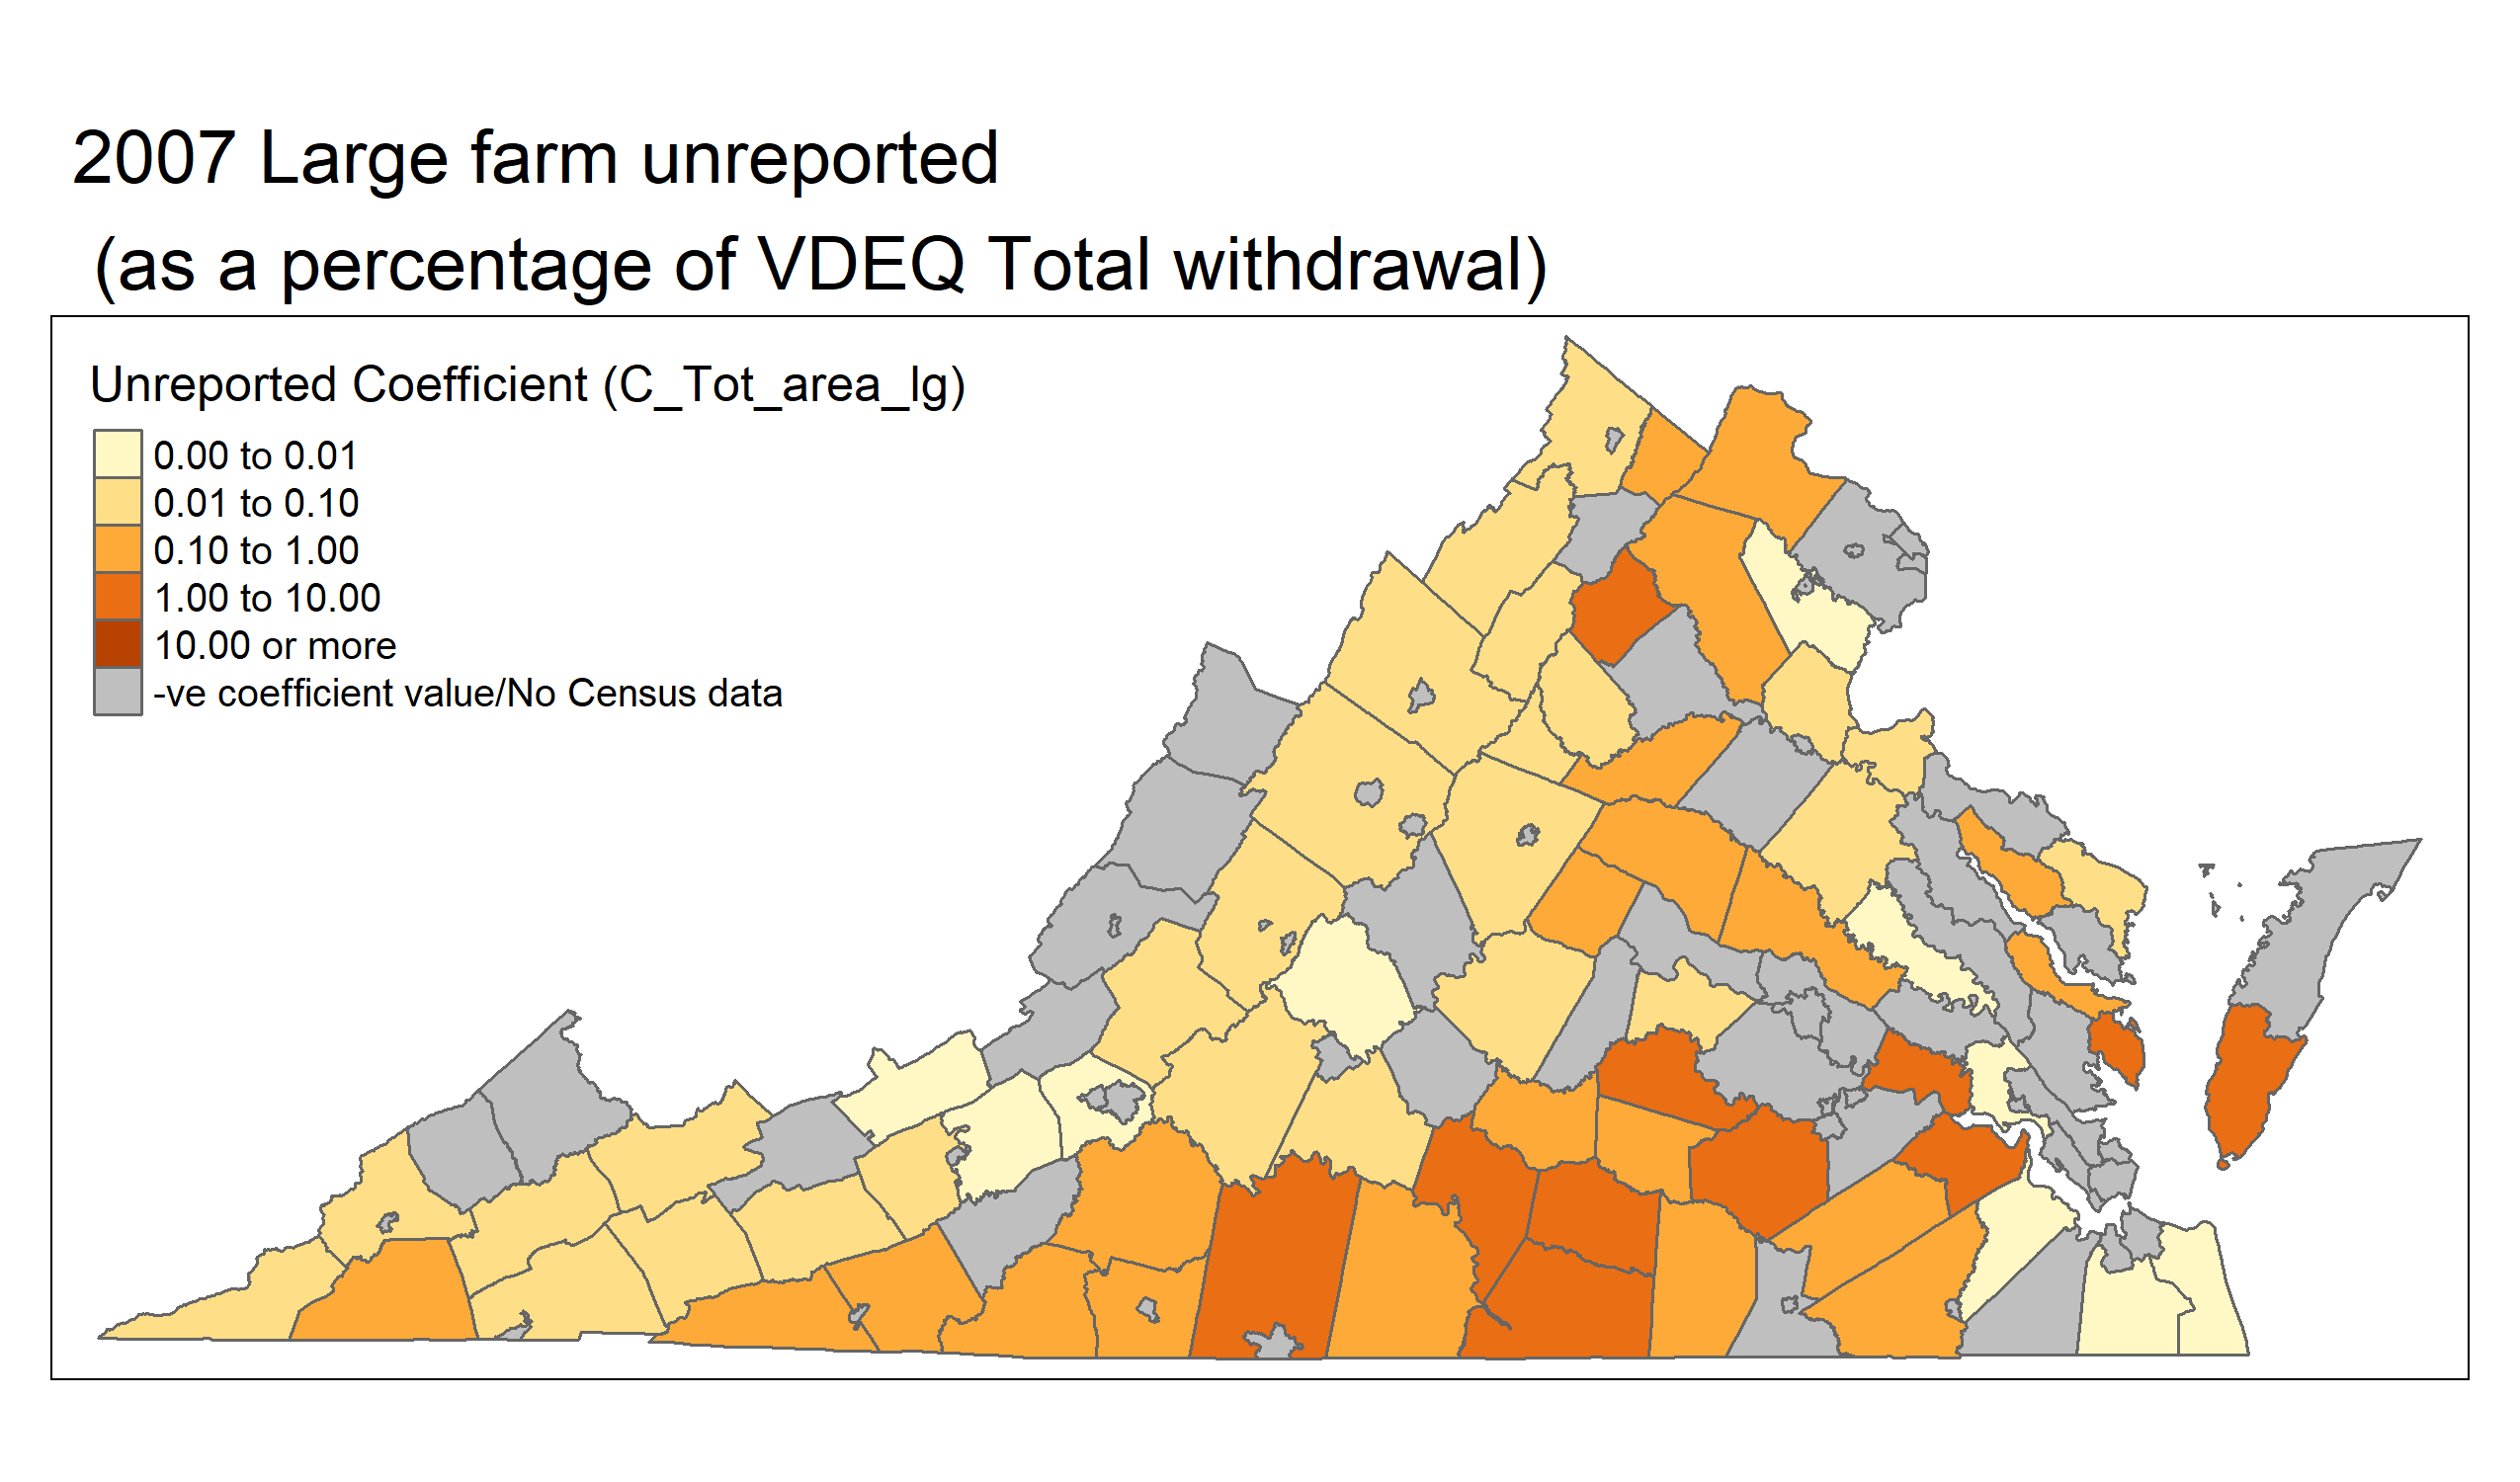 2007 Large farm unreported
(as a percentage of VDEQ Total withdrawal)
Unreported Coefficient (C_Tot_area_lg)
0.00 to 0.01
0.01 to 0.10
0.10 to 1.00
1.00 to 10.00
10.00 or more
-ve coefficient value/No Census data